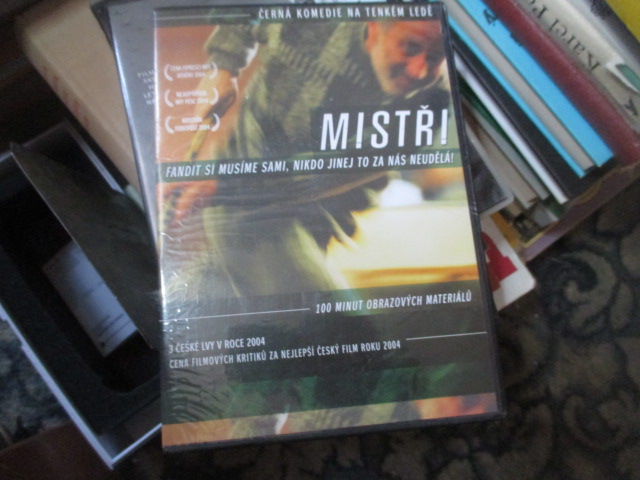 ČERNÁ KOMEDIE NA TENKÉM LEDĚ
MISTŘI
FANDIT SI MUSÍME SAMI, NIKDO JINEJ TO ZA NÁS NEUDĚLÁ!
100 MINUT OBRAZOVÝCH MATERIÁLŮ
3 ČESKÉ LVY V ROCE 2004
CENA FILMOVÝCH KRITIKŮ ZA NEJLEPŠÍ ČESKÝ FILM ROKU 2004
Karel